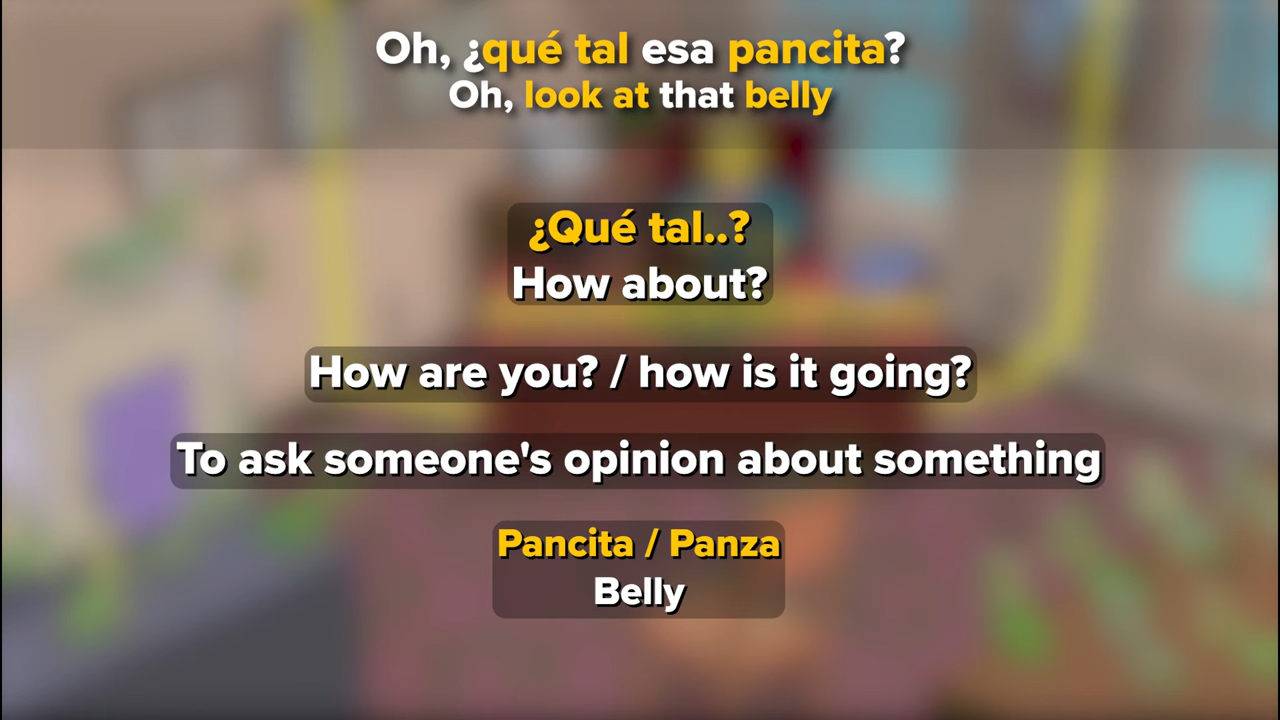 Oh, ¿qué tal esa pancita?
Oh, look at that belly
¿Qué tal..?
How about?
How are you? / how is it going?
To ask someone's opinion about something
Pancita / Panza
Belly